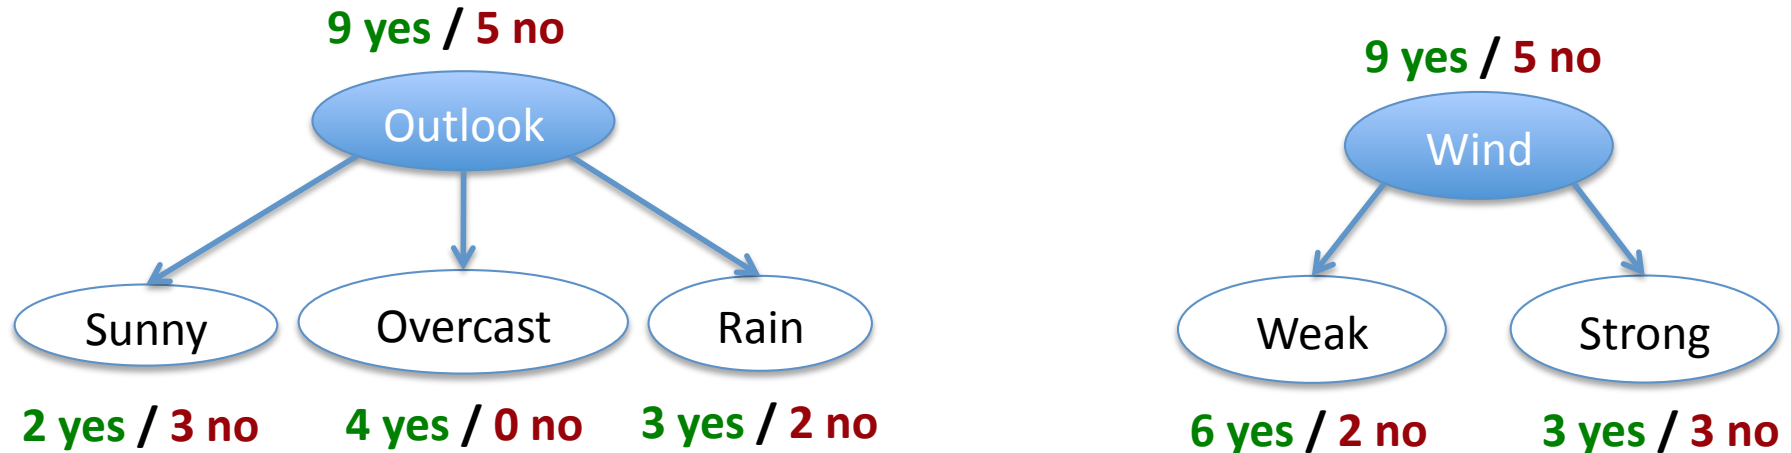 9 yes / 5 no
Outlook
Sunny
Overcast
Rain
2 yes / 3 no
4 yes / 0 no
3 yes / 2 no
9 yes / 5 no
Wind
Weak
Strong
6 yes / 2 no
3 yes / 3 no